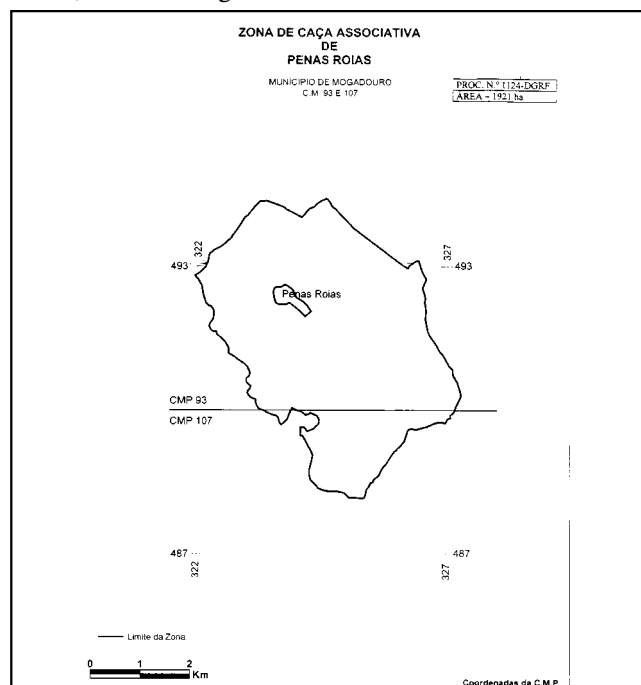 ZONA DE CAÇA ASSOCIATIVA
DE
PENAS ROIAS
MUNICIPIO DE MOGADOURO
C.M. 93 E 107
PROC. N.º 1124-DGRF
ÁREA - 1921 ha
322
327
493
493
Penas Roias
CMP 93
CMP 107
487
487
322
327
Limite da Zona
0 1 2
Km
Coordenadas da C.M.P.